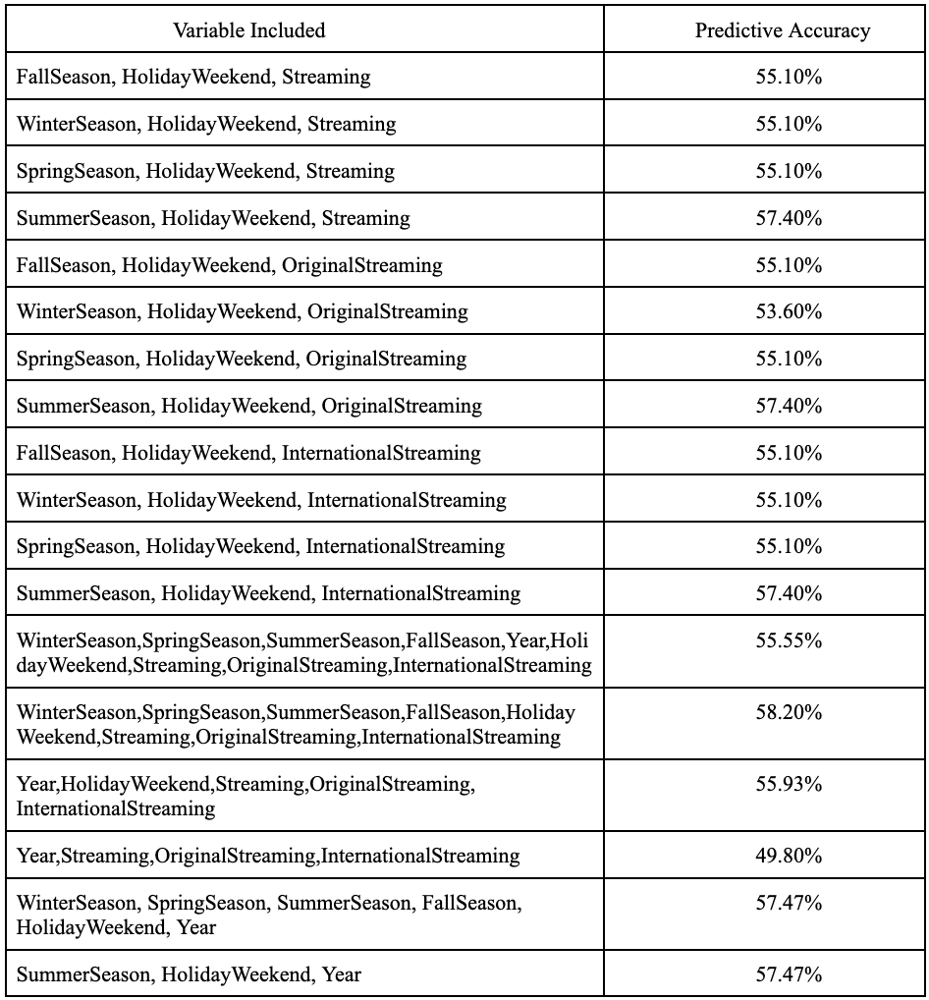 Variable Included Predictive Accuracy
FallSeason, HolidayWeekend, Streaming 55.10%
WinterSeason, HolidayWeekend, Streaming 55.10%
SpringSeason, HolidayWeekend, Streaming 55.10%
SummerSeason, HolidayWeekend, Streaming 57.40%
FallSeason, HolidayWeekend, OriginalStreaming 55.10%
WinterSeason, HolidayWeekend, OriginalStreaming 53.60%
SpringSeason, HolidayWeekend, OriginalStreaming 55.10%
SummerSeason, HolidayWeekend, OriginalStreaming 57.40%
FallSeason, HolidayWeekend, InternationalStreaming 55.10%
WinterSeason, HolidayWeekend, InternationalStreaming 55.10%
SpringSeason, HolidayWeekend, InternationalStreaming 55.10%
SummerSeason, HolidayWeekend, InternationalStreaming 57.40%
WinterSeason,SpringSeason,SummerSeason,FallSeason,Year,Holi 55.55%
dayWeekend,Streaming,OriginalStreaming,InternationalStreaming
WinterSeason,SpringSeason,SummerSeason,FallSeason,Holiday 58.20%
Weekend,Streaming,OriginalStreaming,InternationalStreaming
Year,HolidayWeekend,Streaming,OriginalStreaming, 55.93%
InternationalStreaming
Year,Streaming,OriginalStreaming,InternationalStreaming 49.80%
WinterSeason, SpringSeason, SummerSeason, FallSeason, 57.47%
HolidayWeekend, Year
SummerSeason, HolidayWeekend, Year 57.47%